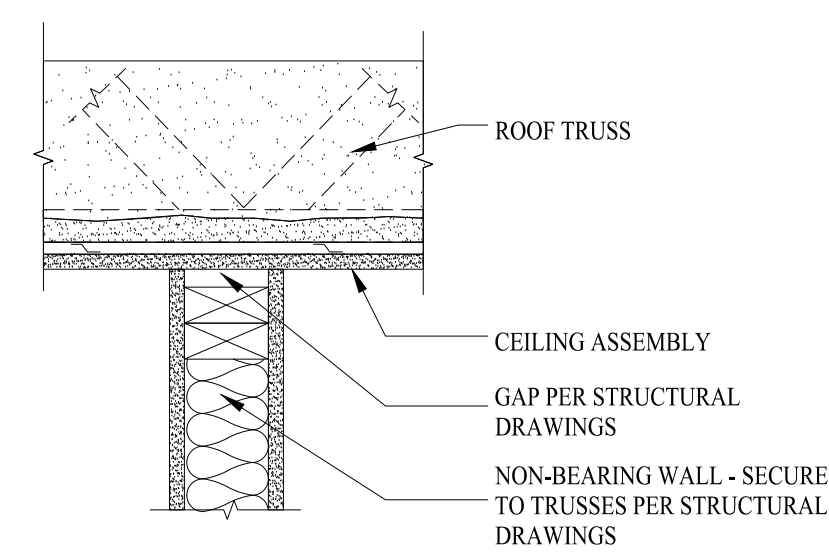 ROOF TRUSS
CEILING ASSEMBLY
GAP PER STRUCTURAL
DRAWINGS
NON-BEARING WALL - SECURE
TO TRUSSES PER STRUCTURAL
DRAWINGS